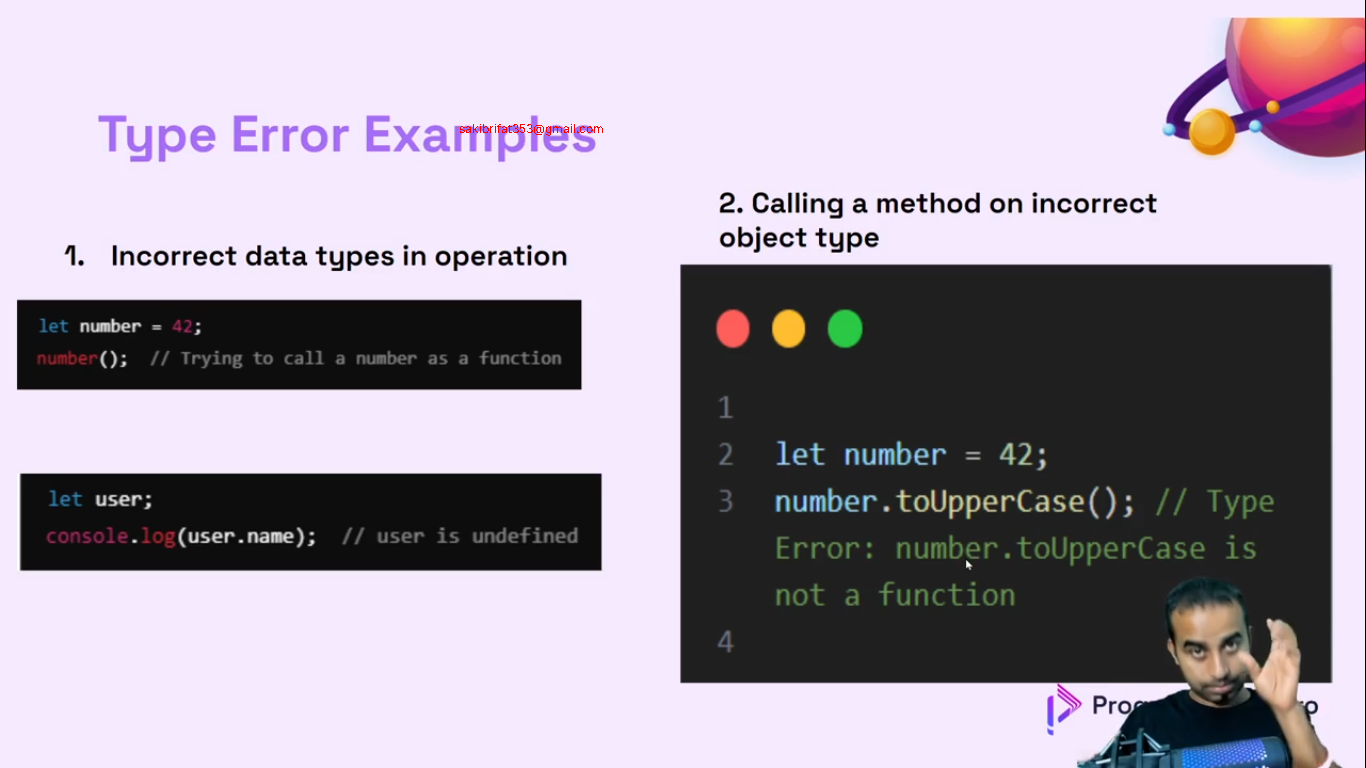 Type Error Examples
sakibrifat353@gmail.com
1. Incorrect data types in operation
let number = 42;
number(); // Trying to call a number as a function
let user;
console.log(user.name); // user is undefined
2. Calling a method on incorrect
object type
1
2 let number = 42;
3 number.toUpperCase(); // Type
Error: number.toUpperCase is
not a function
4